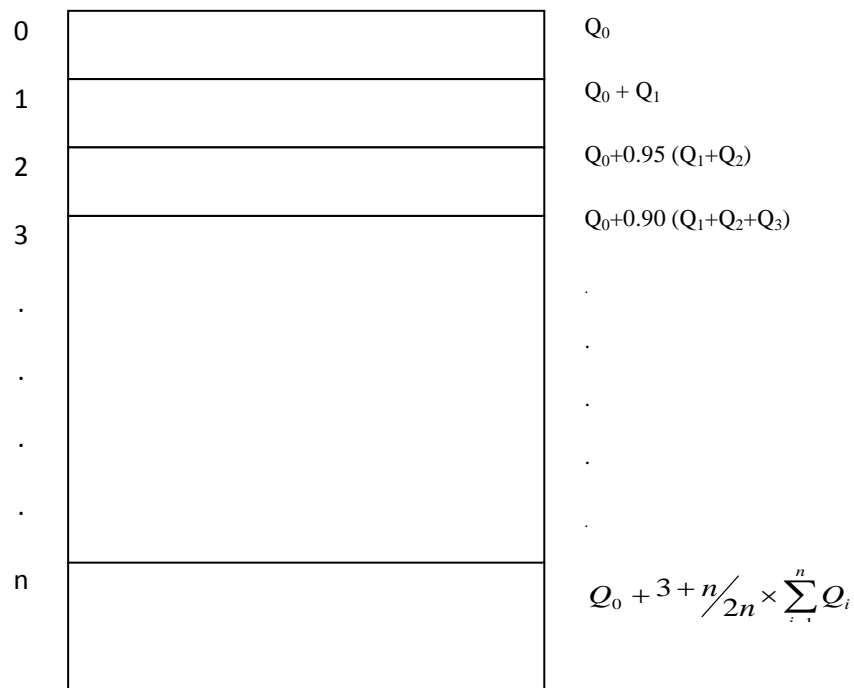 0 Q₀
1 Q₀ + Q₁
2 Q₀+0.95 (Q₁+Q₂)
3 Q₀+0.90 (Q₁+Q₂+Q₃)
. .
. .
. .
. .
.
n Q₀ + 3 + n/2n × ∑ⁿ Qᵢ